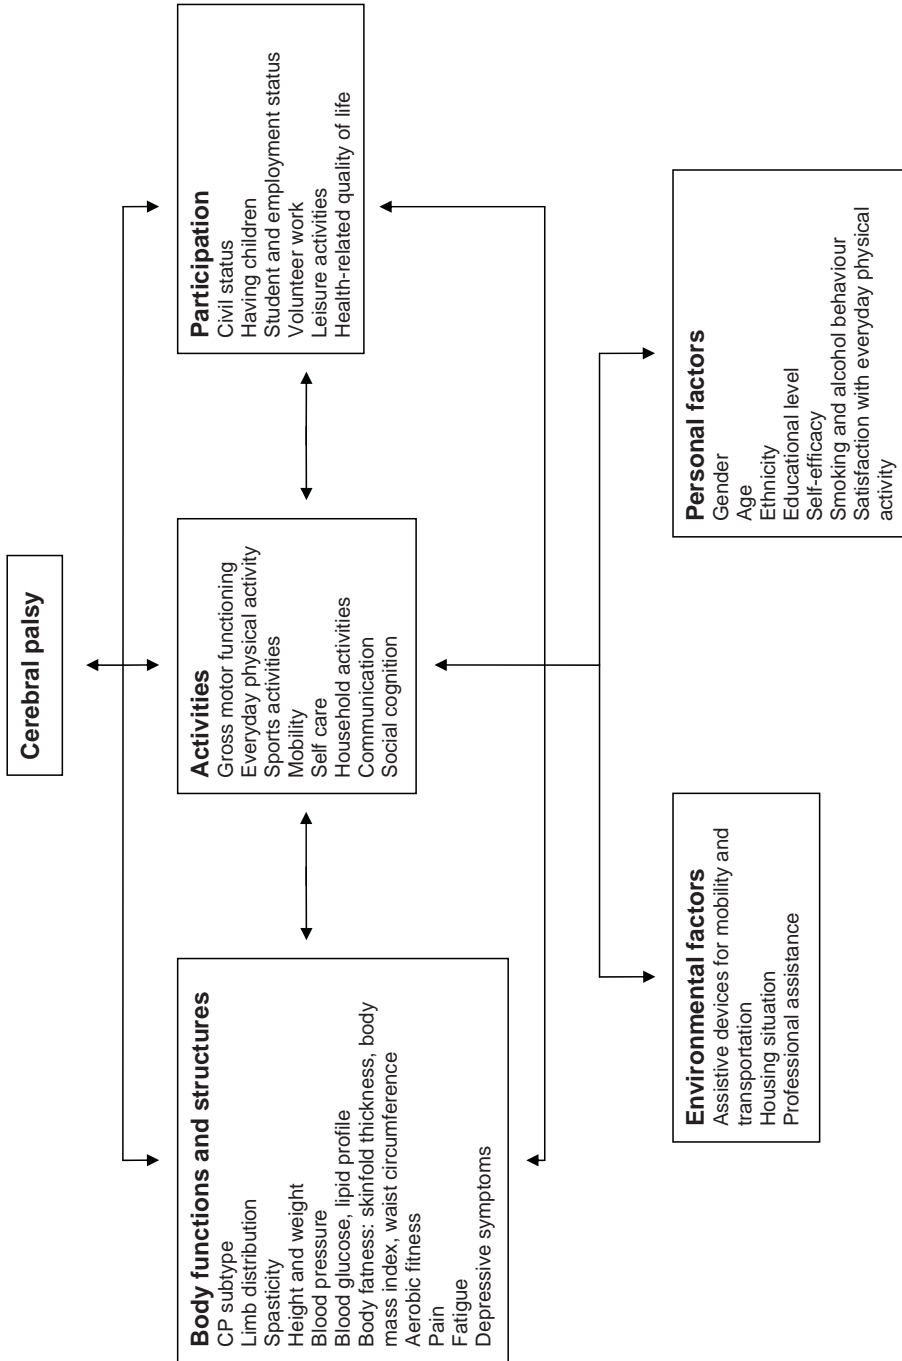 Cerebral palsy
Body functions and structures
CP subtype
Limb distribution
Spasticity
Height and weight
Blood pressure
Blood glucose, lipid profile
Body fatness: skinfold thickness, body
mass index, waist circumference
Aerobic fitness
Pain
Fatigue
Depressive symptoms
Activities
Gross motor functioning
Everyday physical activity
Sports activities
Mobility
Self care
Household activities
Communication
Social cognition
Participation
Civil status
Having children
Student and employment status
Volunteer work
Leisure activities
Health-related quality of life
Environmental factors
Assistive devices for mobility and
transportation
Housing situation
Professional assistance
Personal factors
Gender
Age
Ethnicity
Educational level
Self-efficacy
Smoking and alcohol behaviour
Satisfaction with everyday physical
activity